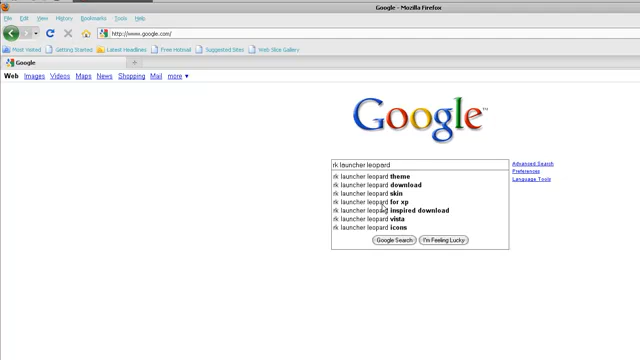 Google - Mozilla Firefox
File Edit View History Bookmarks Tools Help
http://www.google.com/
Most Visited Getting Started Latest Headlines Free Hotmail Suggested Sites Web Slice Gallery
Google
Web Images Videos Maps News Shopping Mail more ▼
Google™
rk launcher leopard
Advanced Search
Preferences
Language Tools
rk launcher leopard theme
rk launcher leopard download
rk launcher leopard skin
rk launcher leopard for xp
rk launcher leopard inspired download
rk launcher leopard vista
rk launcher leopard icons
Google Search I'm Feeling Lucky